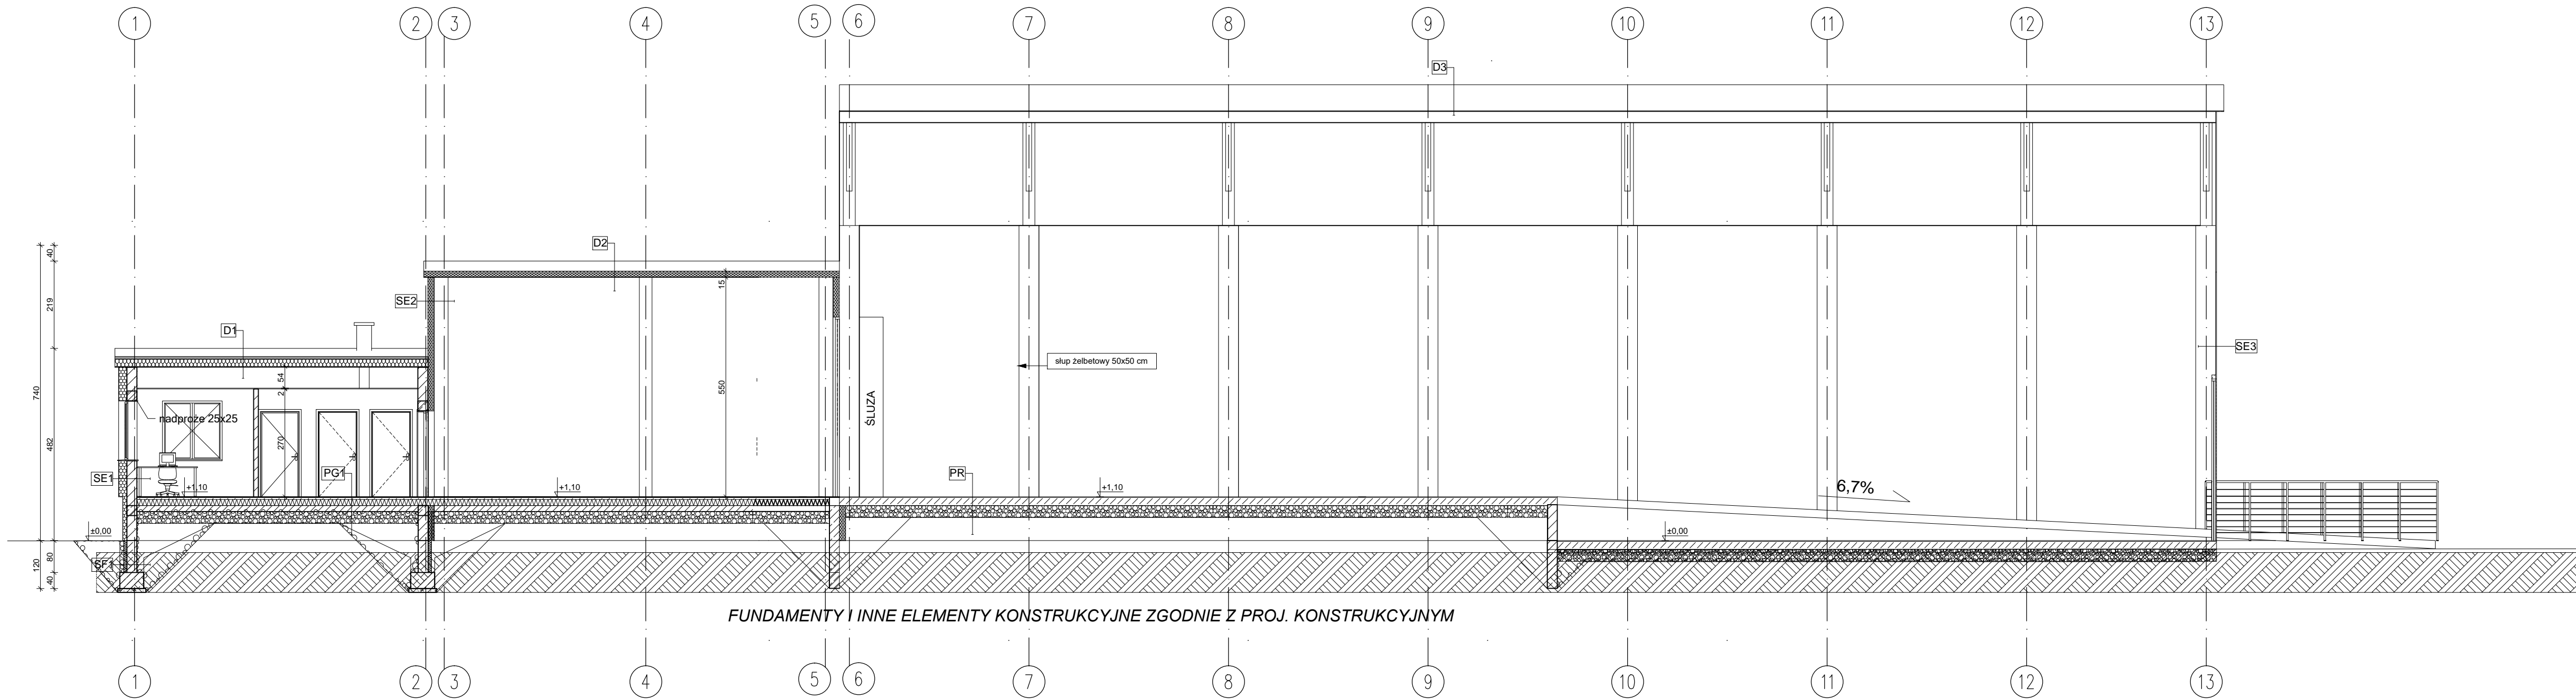 1 2 3 4 5 6 7 8 9 10 11 12 13
D3
D2
40
219
15
SE2
D1
740
482
54
2
nadproże 25x25
270
550
słup żelbetowy 50x50 cm
ŚLUZA
SE3
SE1
PG1
PR
+1,10
+1,10
+1,10
6,7%
±0,00
±0,00
120
80
40
SF1
FUNDAMENTY I INNE ELEMENTY KONSTRUKCYJNE ZGODNIE Z PROJ. KONSTRUKCYJNYM
1 2 3 4 5 6 7 8 9 10 11 12 13